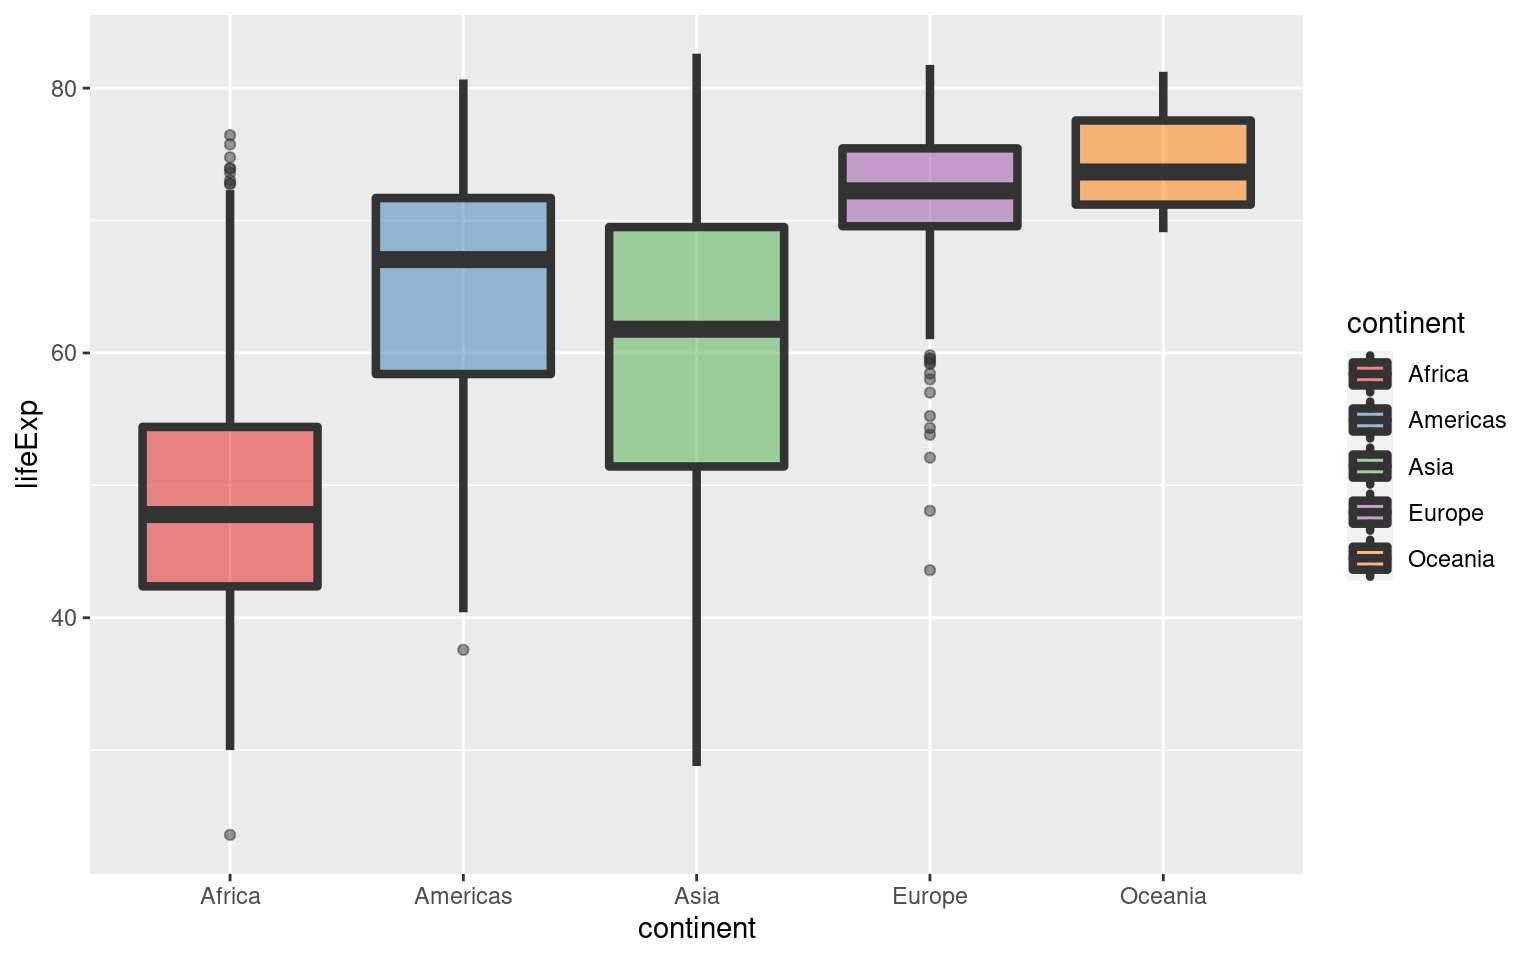 80
60
40
lifeExp
Africa Americas Asia Europe Oceania
continent
continent
Africa
Americas
Asia
Europe
Oceania